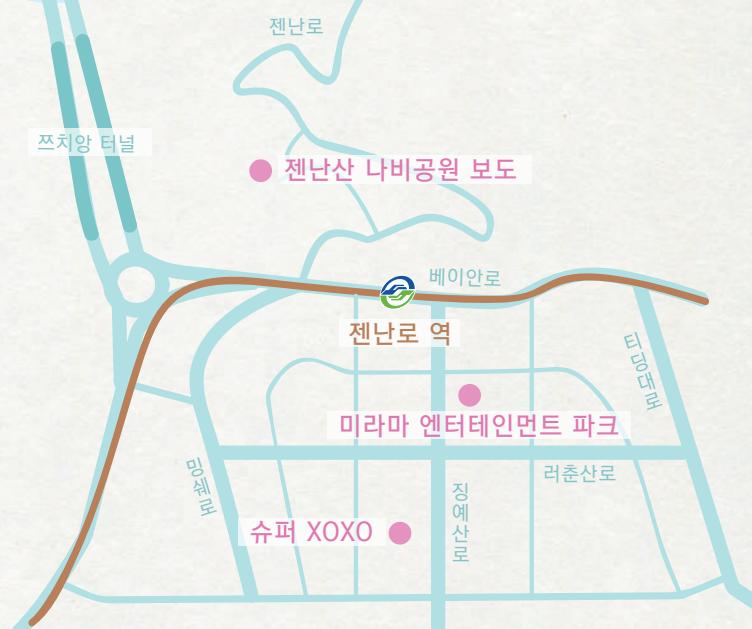 젠난로
쯔치앙 터널
젠난산 나비공원 보도
베이안로
젠난로 역
티딩대로
미라마 엔터테인먼트 파크
밍쉐로
러춘산로
징예산로
슈퍼 XOXO